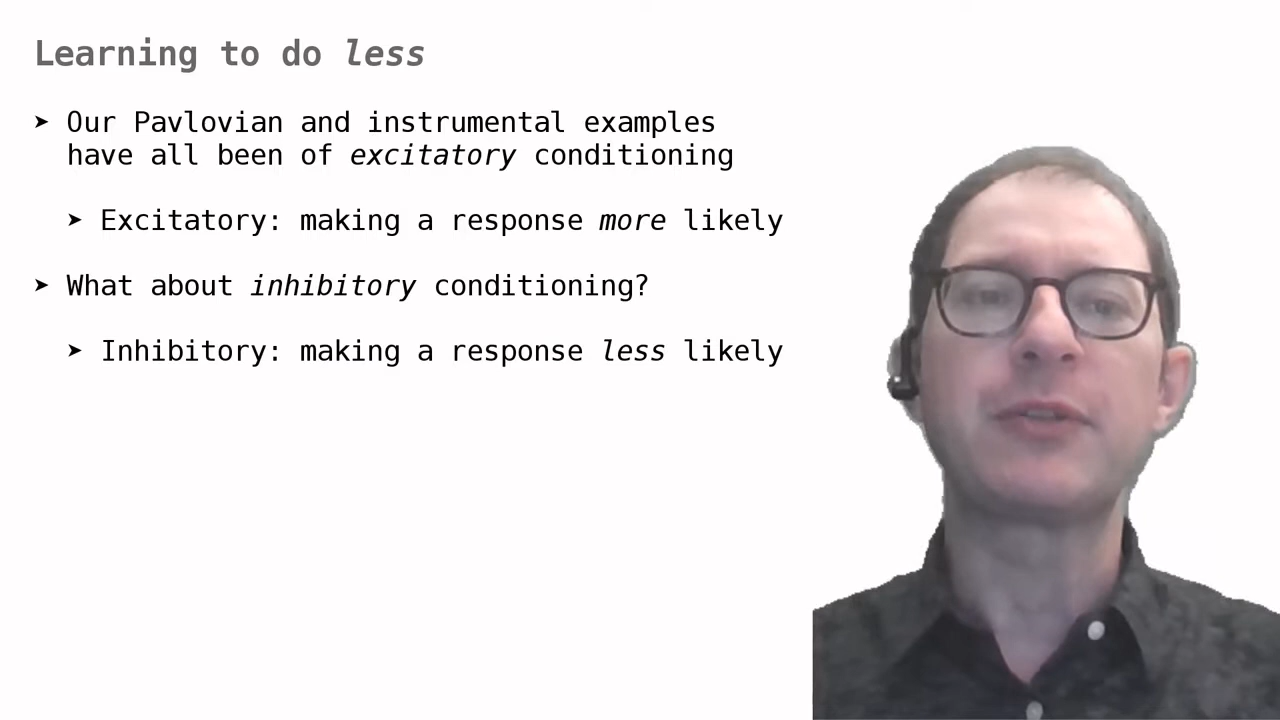 Learning to do less
➤ Our Pavlovian and instrumental examples
have all been of excitatory conditioning
➤ Excitatory: making a response more likely
➤ What about inhibitory conditioning?
➤ Inhibitory: making a response less likely